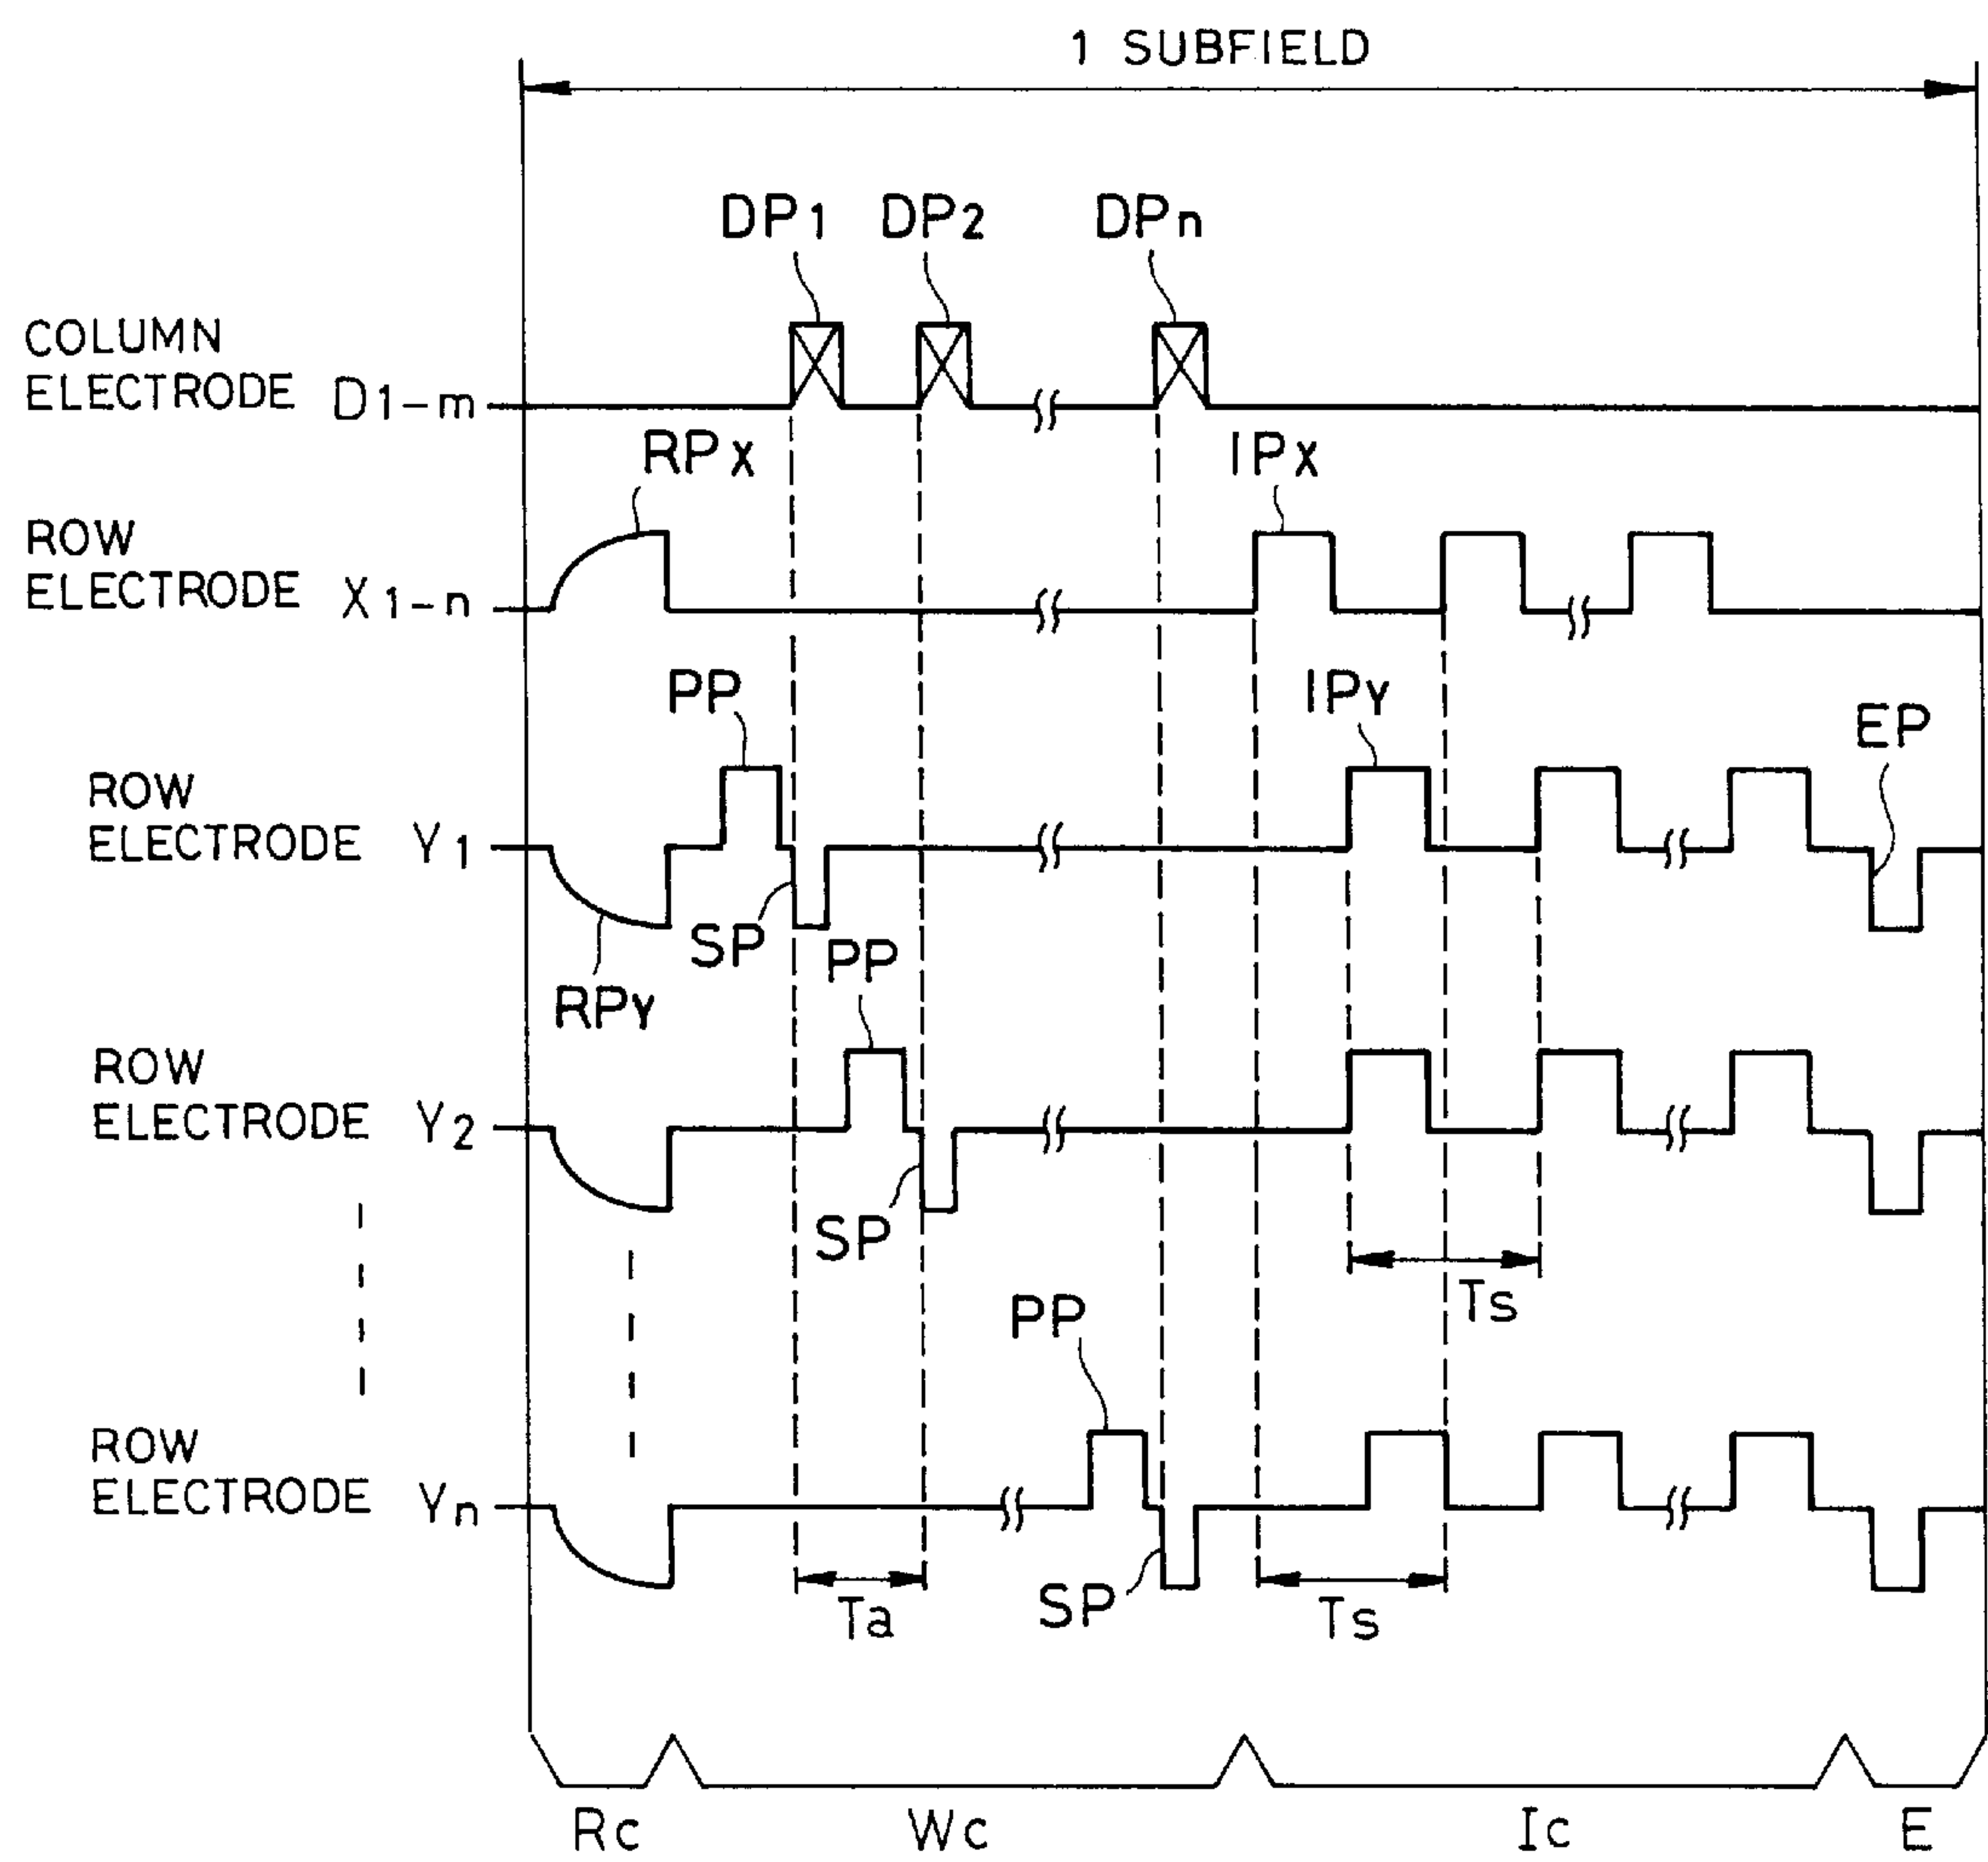 1 SUBFIELD
DP1 DP2 DPn
COLUMN
ELECTRODE D1-m
RPX IPX
ROW
ELECTRODE X1-n
PP IPY EP
ROW
ELECTRODE Y1
SP PP
RPY
ROW
ELECTRODE Y2
SP
Ts
PP
ROW
ELECTRODE Yn
Ta SP Ts
Rc Wc Ic E